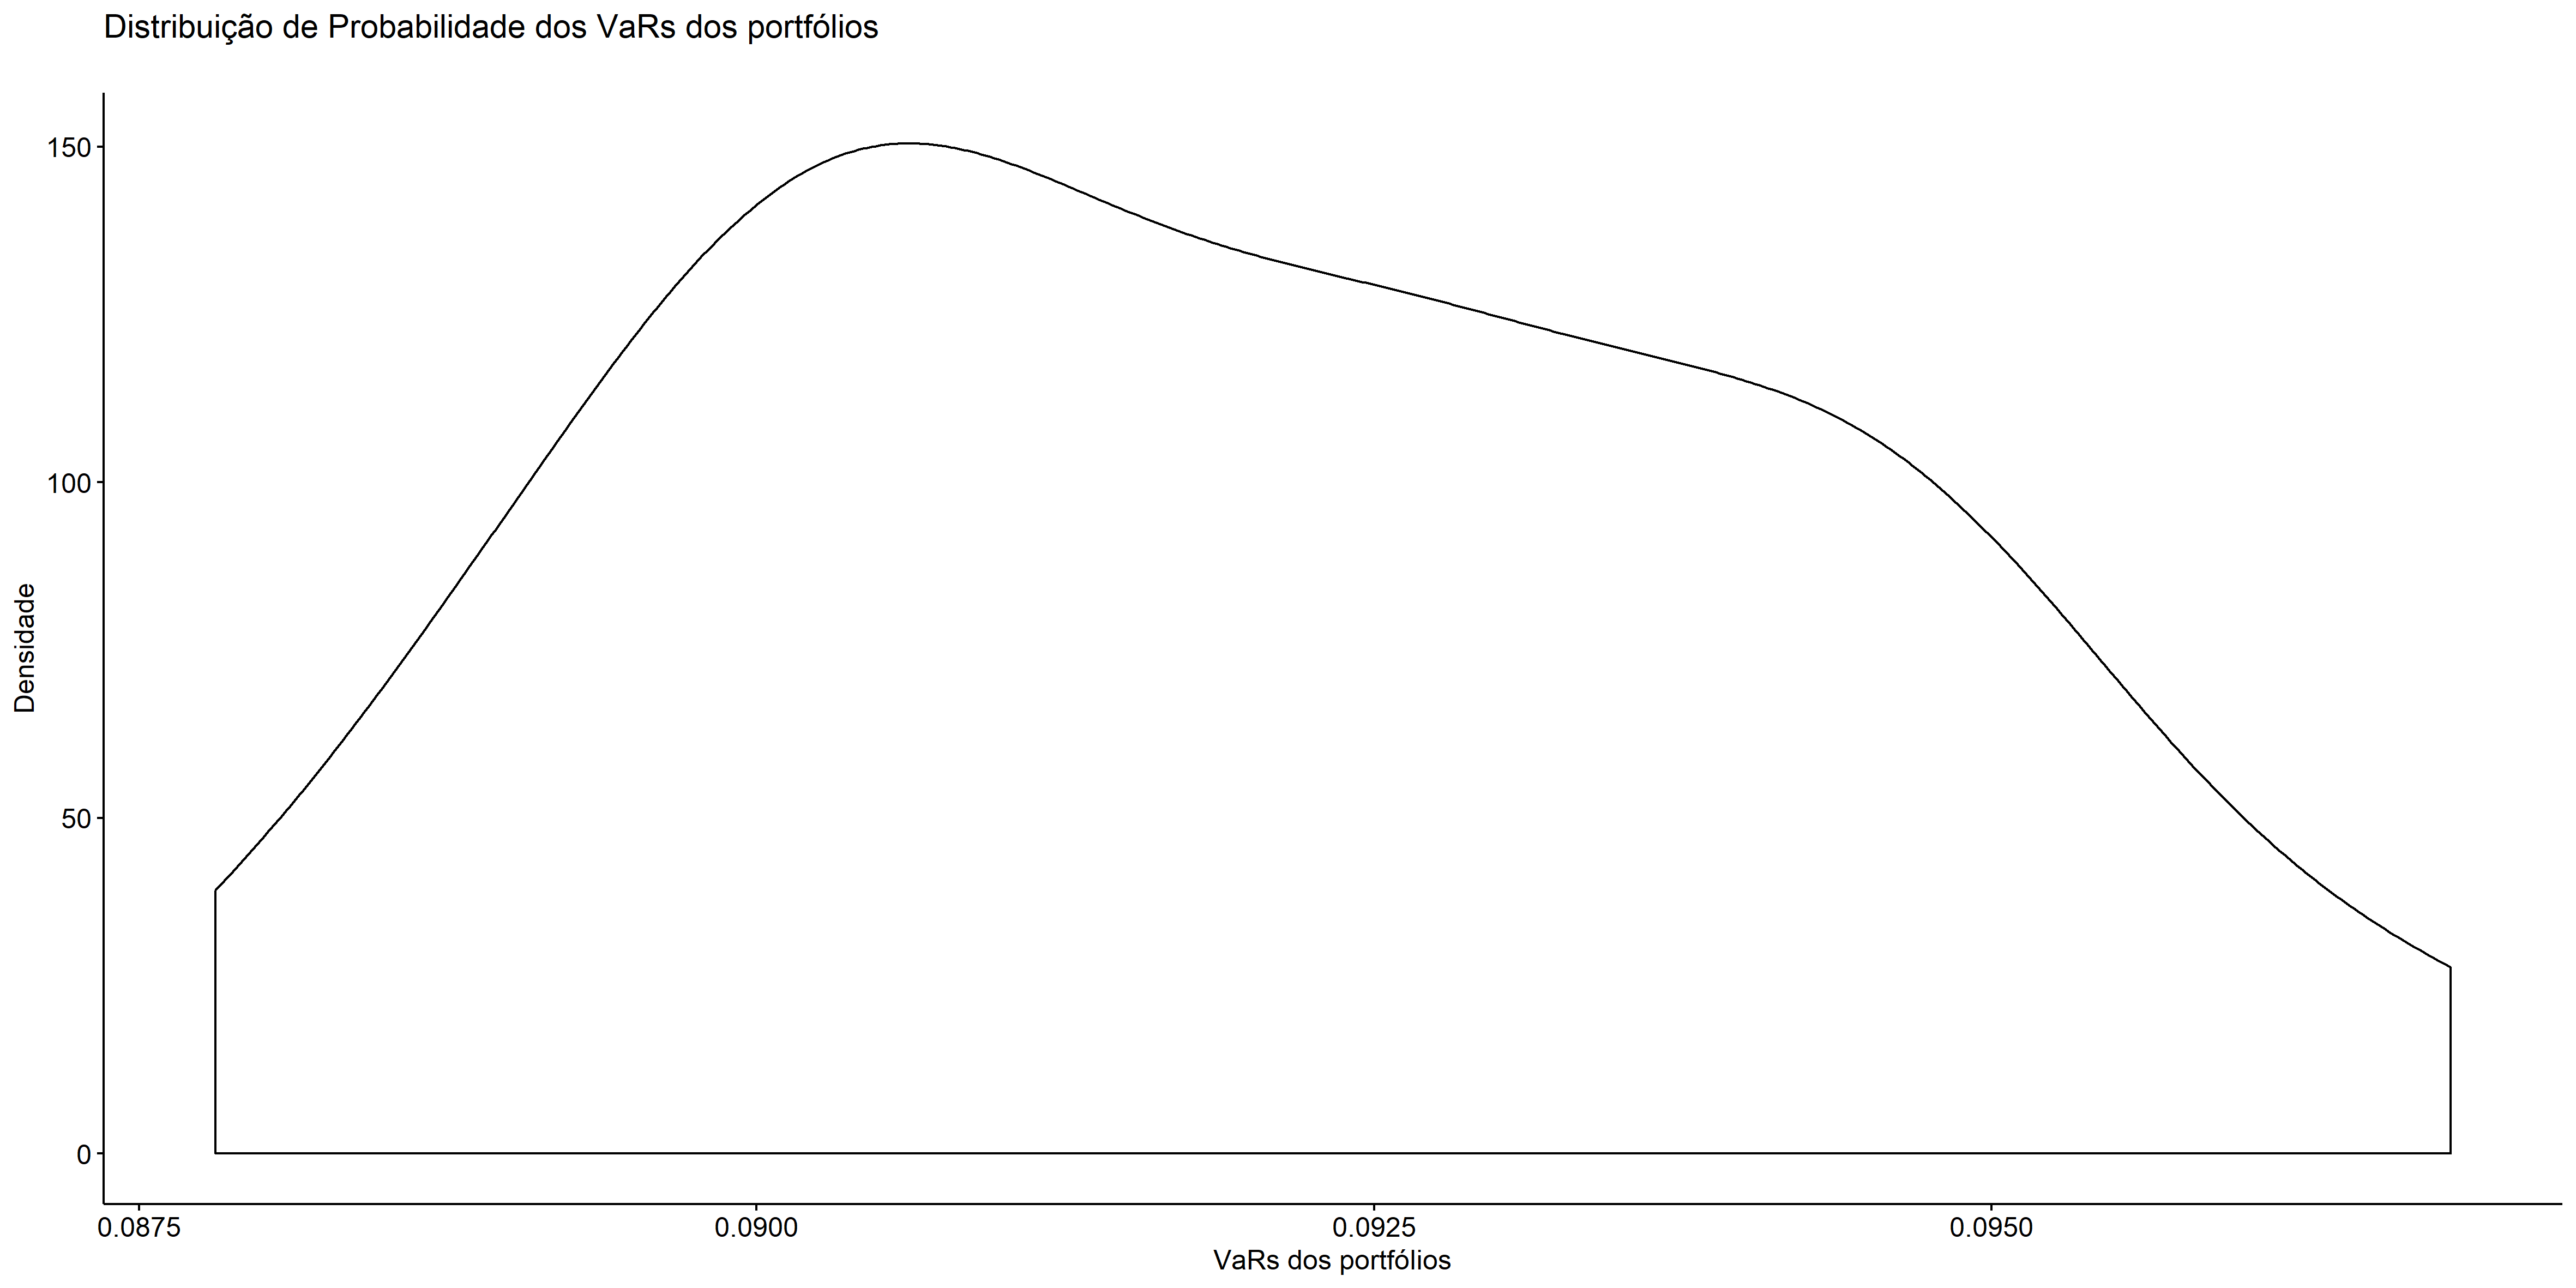 Distribuição de Probabilidade dos VaRs dos portfólios
150
100
50
0
Densidade
0.0875 0.0900 0.0925 0.0950
VaRs dos portfólios